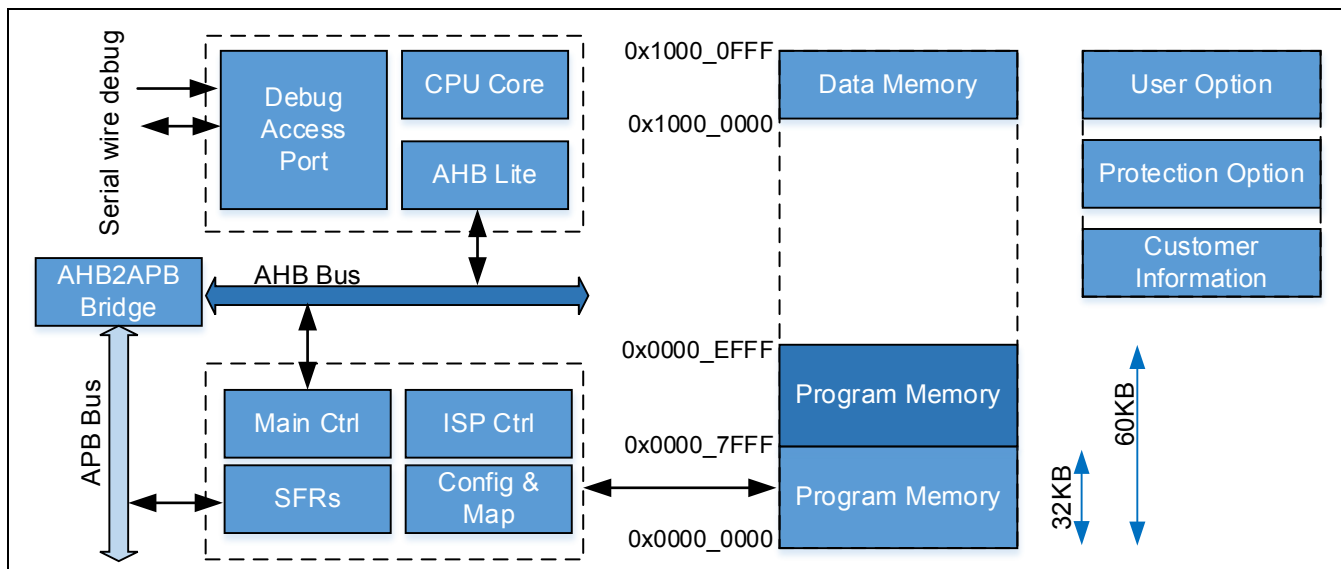 Serial wire debug
Debug
Access
Port
CPU Core
AHB Lite
AHB2APB
Bridge
AHB Bus
APB Bus
Main Ctrl
ISP Ctrl
SFRs
Config &
Map
0x1000_0FFF
Data Memory
0x1000_0000
0x0000_EFFF
Program Memory
0x0000_7FFF
Program Memory
0x0000_0000
User Option
Protection Option
Customer
Information
32KB
60KB